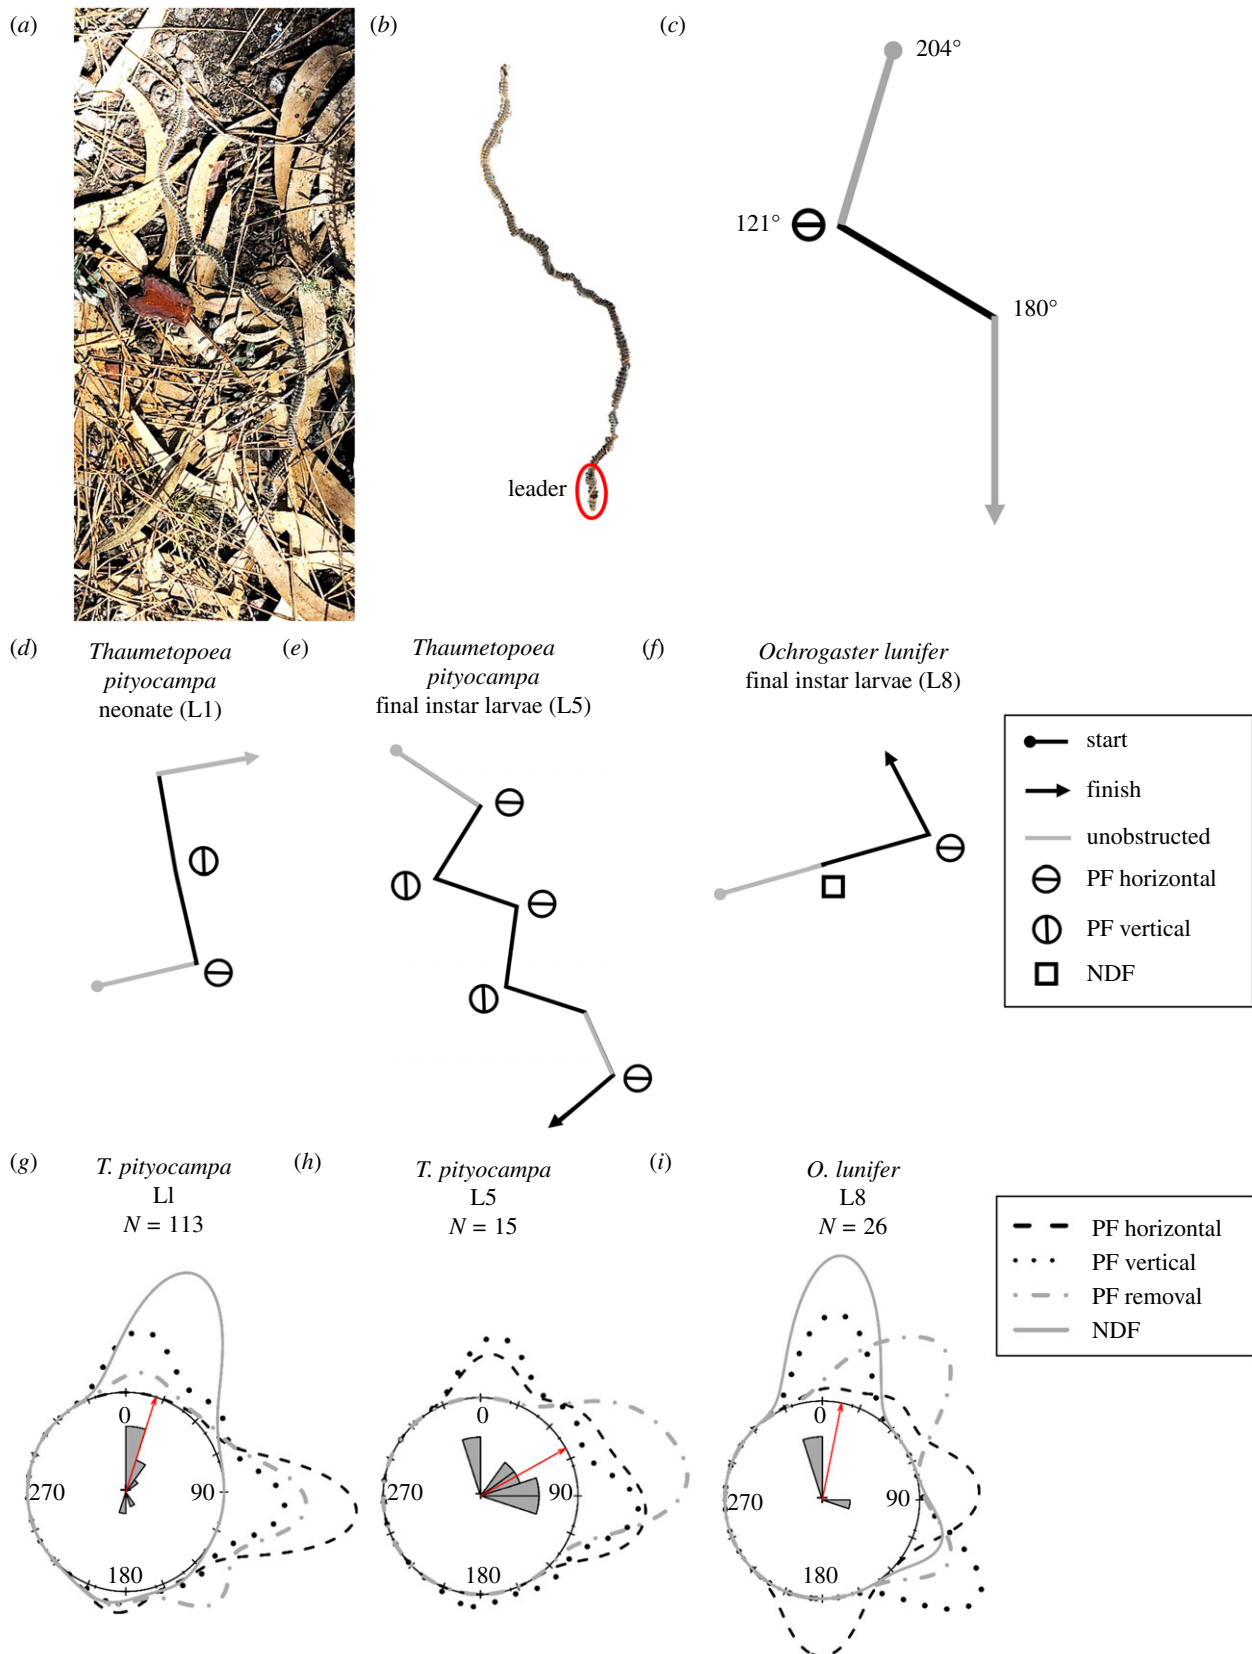 (a)
(b)
(c)
204°
121°
180°
leader
(d)
Thaumetopoea
pityocampa
neonate (L1)
(e)
Thaumetopoea
pityocampa
final instar larvae (L5)
(f)
Ochrogaster lunifer
final instar larvae (L8)
start
finish
unobstructed
PF horizontal
PF vertical
NDF
(g)
T. pityocampa
L1
N = 113
(h)
T. pityocampa
L5
N = 15
(i)
O. lunifer
L8
N = 26
PF horizontal
PF vertical
PF removal
NDF
0
270
90
180
0
270
90
180
0
270
90
180